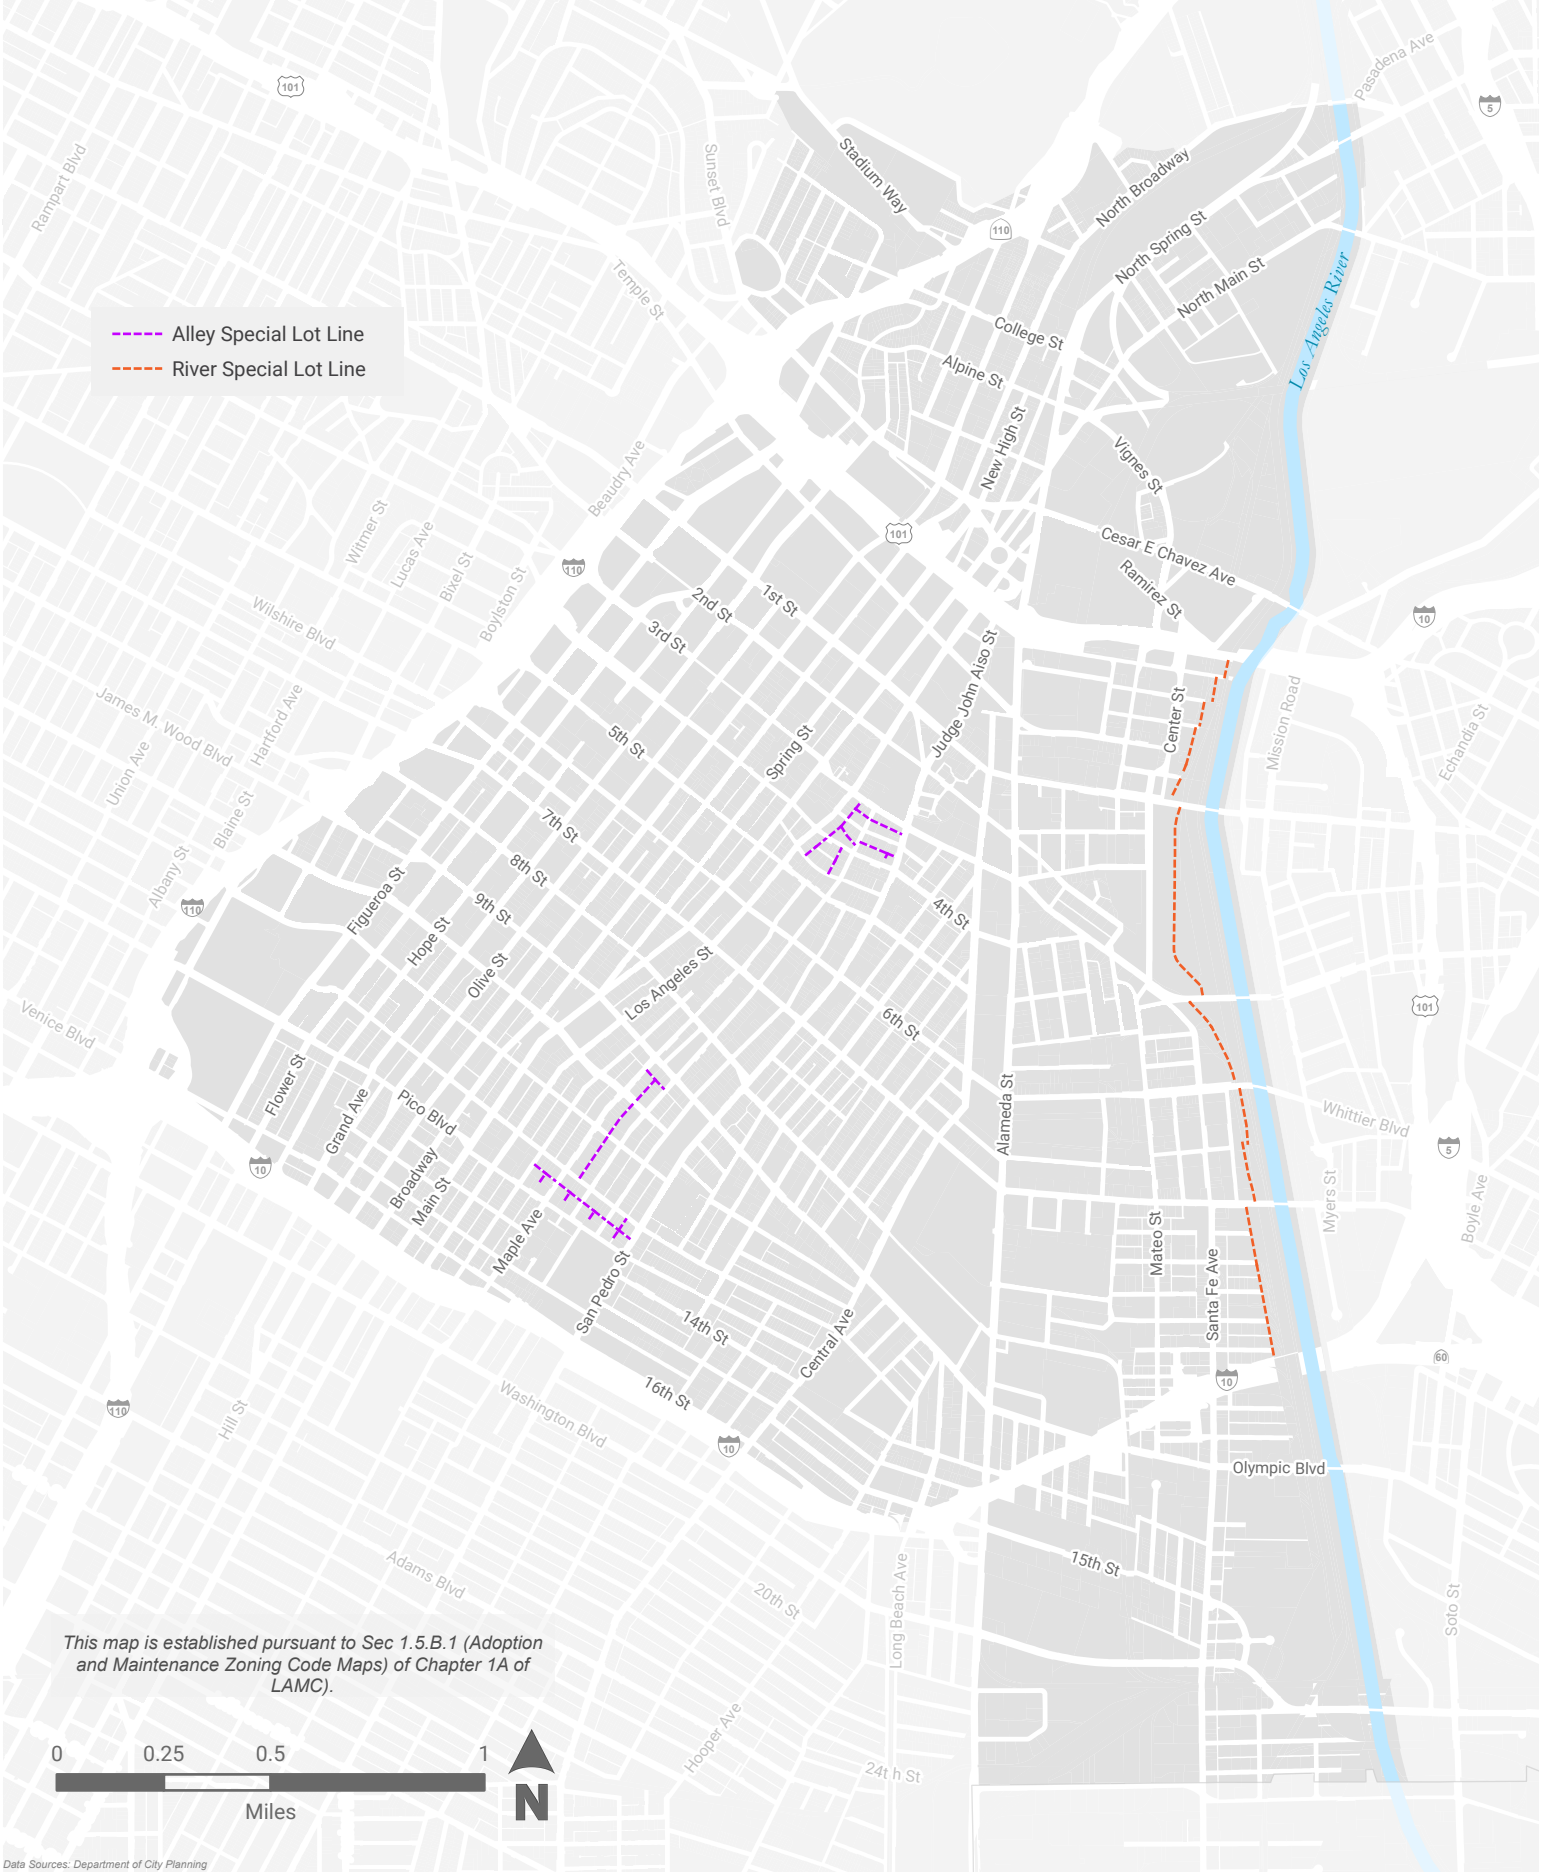 Pasadena Ave
101
5
Rampart Blvd
Sunset Blvd
Stadium Way
North Broadway
110
North Spring St
North Main St
Los Angeles River
Temple St
Alley Special Lot Line
River Special Lot Line
College St
Alpine St
New High St
Vignes St
Beaudry Ave
Witmer St
Lucas Ave
Bixel St
Boylston St
110
101
Cesar E Chavez Ave
Ramirez St
10
Wilshire Blvd
2nd St
1st St
3rd St
Judge John Aiso St
James M. Wood Blvd
Hartford Ave
Union Ave
Blaine St
5th St
Spring St
Center St
Mission Road
Echandia St
7th St
8th St
9th St
Albany St
110
Figueroa St
Hope St
Olive St
4th St
Los Angeles St
6th St
101
Venice Blvd
Flower St
Grand Ave
Pico Blvd
Broadway
Main St
10
Alameda St
Whittier Blvd
5
Myers St
Boyle Ave
Maple Ave
San Pedro St
Mateo St
Santa Fe Ave
14th St
Central Ave
60
10
16th St
Washington Blvd
Hill St
110
10
Olympic Blvd
15th St
Adams Blvd
20th St
Long Beach Ave
Soto St
This map is established pursuant to Sec 1.5.B.1 (Adoption
and Maintenance Zoning Code Maps) of Chapter 1A of
LAMC).
Hooper Ave
24t h St
0 0.25 0.5 1
Miles
N
Data Sources: Department of City Planning